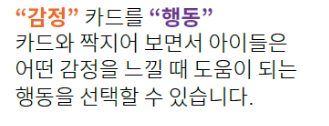 “감정” 카드를 “행동”
카드와 짝지어 보면서 아이들은
어떤 감정을 느낄 때 도움이 되는
행동을 선택할 수 있습니다.